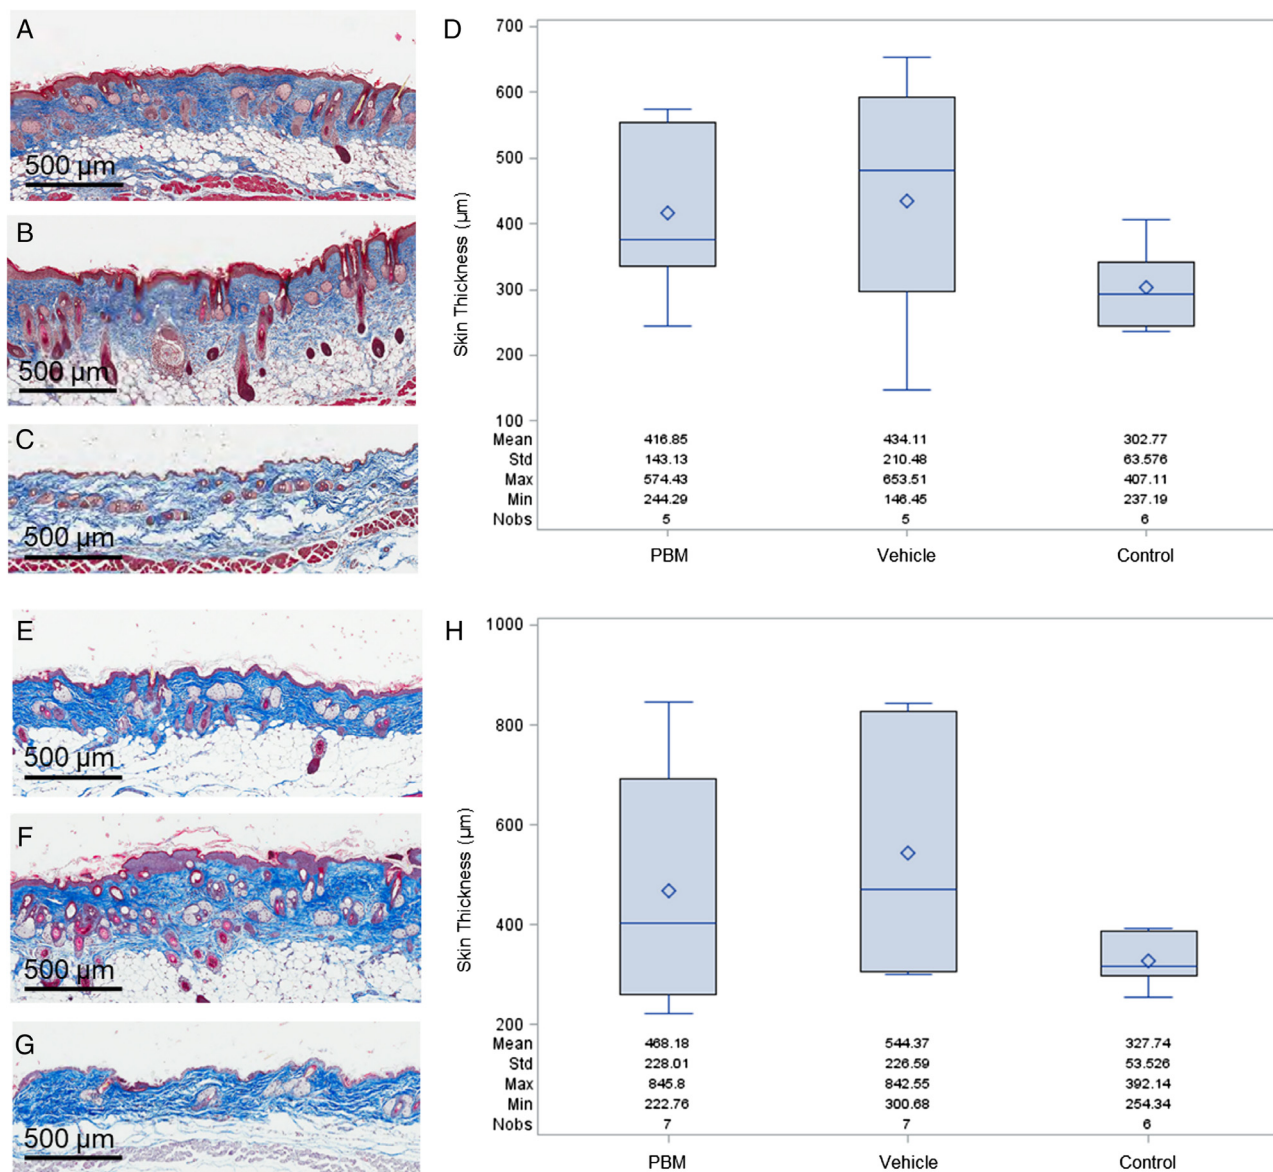 A
500 µm
B
500 µm
C
500 µm
D
700
600
500
400
300
200
100
Skin Thickness (µm)
Mean 416.85 434.11 302.77
Std 143.13 210.48 63.576
Max 574.43 653.51 407.11
Min 244.29 146.45 237.19
Nobs 5 5 6
PBM Vehicle Control
E
500 µm
F
500 µm
G
500 µm
H
1000
800
600
400
200
Skin Thickness (µm)
Mean 468.18 544.37 327.74
Std 228.01 226.59 53.526
Max 845.8 842.55 392.14
Min 222.76 300.68 254.34
Nobs 7 7 6
PBM Vehicle Control